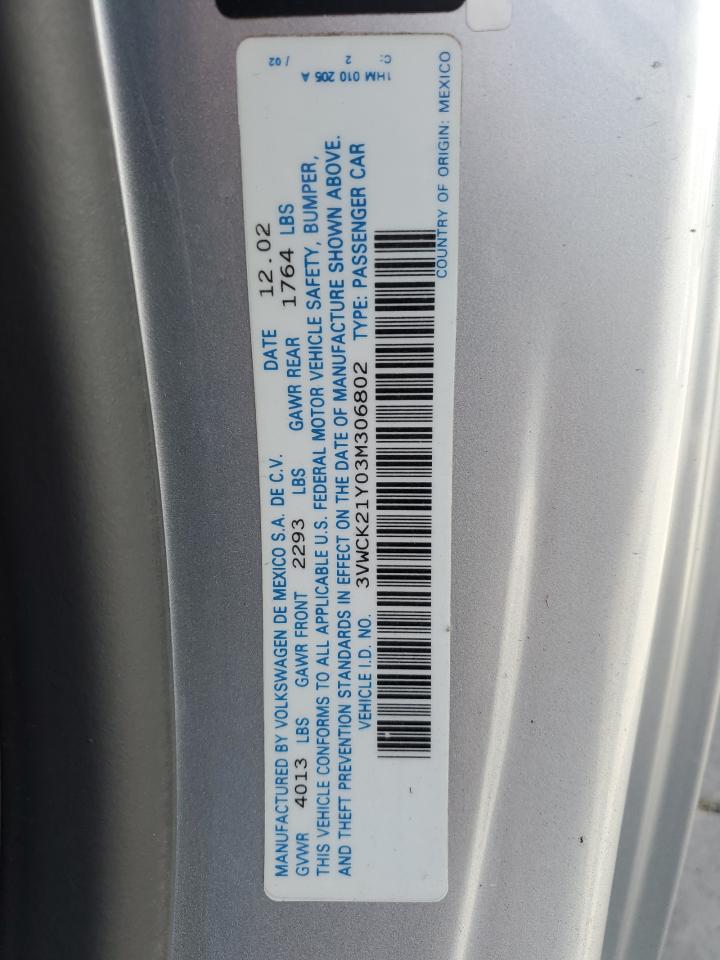 MANUFACTURED BY VOLKSWAGEN DE MEXICO S.A. DE C.V. DATE 12.02
GVWR 4013 LBS GAWR FRONT 2293 LBS GAWR REAR 1764 LBS
THIS VEHICLE CONFORMS TO ALL APPLICABLE U.S. FEDERAL MOTOR VEHICLE SAFETY, BUMPER,
AND THEFT PREVENTION STANDARDS IN EFFECT ON THE DATE OF MANUFACTURE SHOWN ABOVE.
VEHICLE I.D. NO. 3VWCK21Y03M306802 TYPE: PASSENGER CAR
COUNTRY OF ORIGIN: MEXICO
/ 02
C: 2
1HM 010 205 A